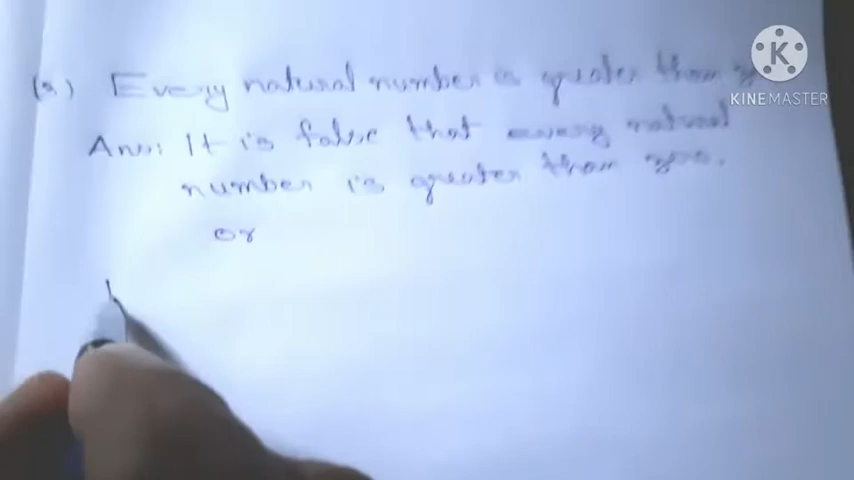 (2) Every natural number is greater than
Ans: It is false that every natural
number is greater than zero.
or
K
KINEMASTER